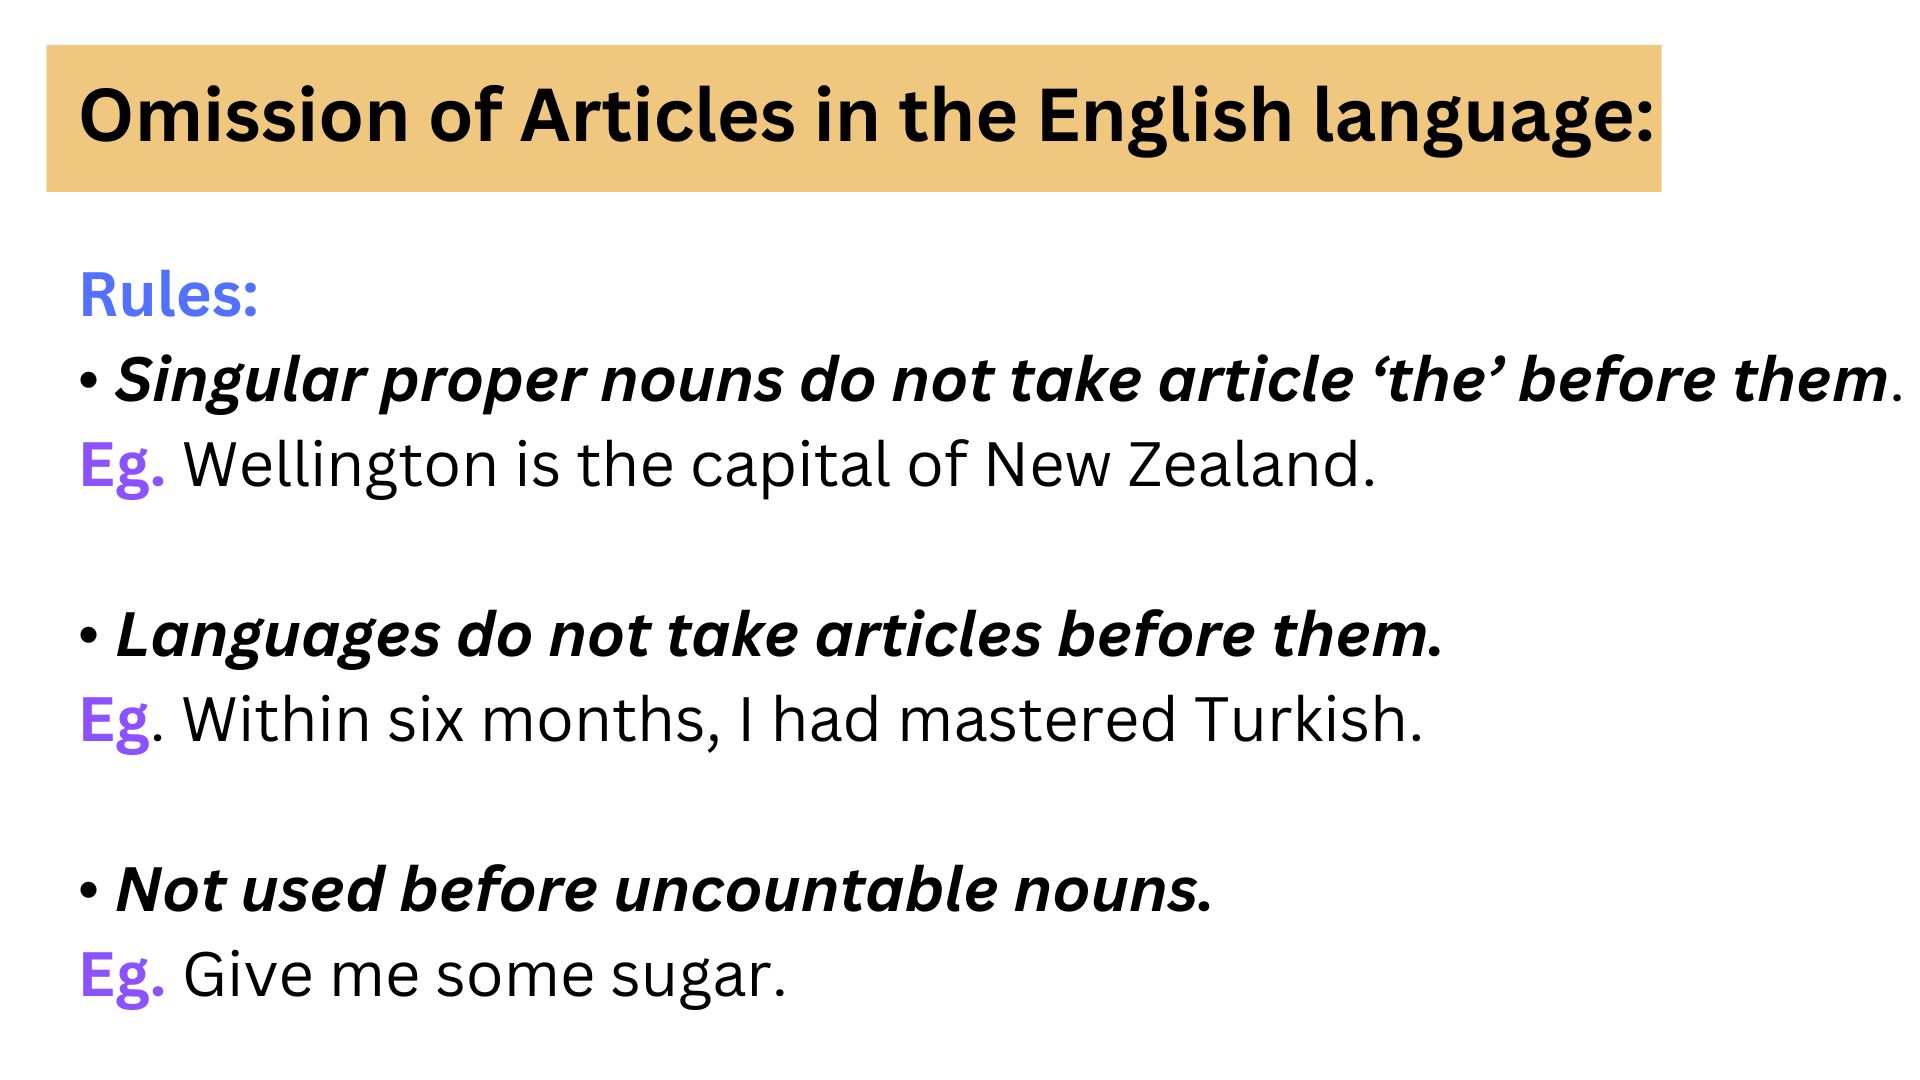 Omission of Articles in the English language:
Rules:
• Singular proper nouns do not take article ‘the’ before them.
Eg. Wellington is the capital of New Zealand.
• Languages do not take articles before them.
Eg. Within six months, I had mastered Turkish.
• Not used before uncountable nouns.
Eg. Give me some sugar.